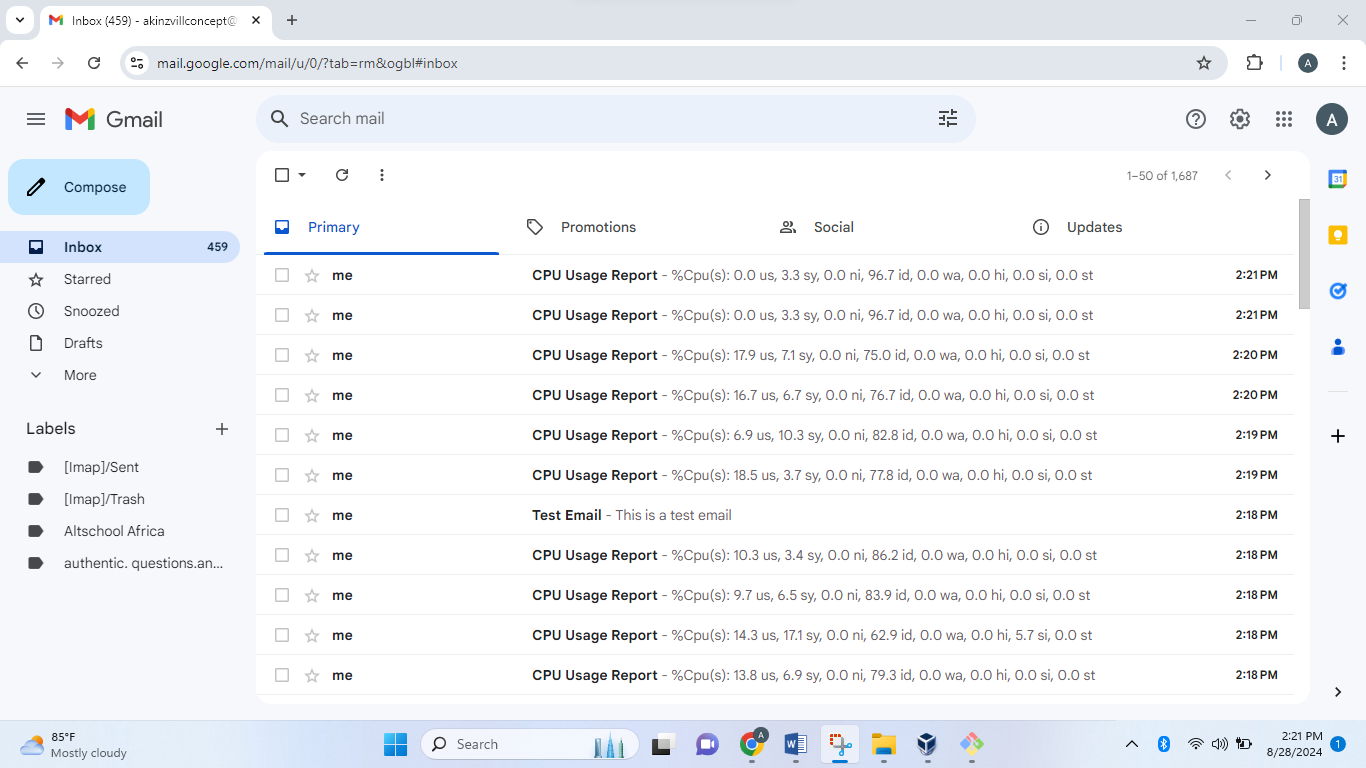 Inbox (459) - akinzvillconcept@
mail.google.com/mail/u/0/?tab=rm&ogbl#inbox
A
Gmail
Search mail
A
Compose
1–50 of 1,687
31
Primary
Promotions
Social
Updates
Inbox 459
Starred
Snoozed
Drafts
More
Labels
[Imap]/Sent
[Imap]/Trash
Altschool Africa
authentic. questions.an...
me CPU Usage Report - %Cpu(s): 0.0 us, 3.3 sy, 0.0 ni, 96.7 id, 0.0 wa, 0.0 hi, 0.0 si, 0.0 st 2:21 PM
me CPU Usage Report - %Cpu(s): 0.0 us, 3.3 sy, 0.0 ni, 96.7 id, 0.0 wa, 0.0 hi, 0.0 si, 0.0 st 2:21 PM
me CPU Usage Report - %Cpu(s): 17.9 us, 7.1 sy, 0.0 ni, 75.0 id, 0.0 wa, 0.0 hi, 0.0 si, 0.0 st 2:20 PM
me CPU Usage Report - %Cpu(s): 16.7 us, 6.7 sy, 0.0 ni, 76.7 id, 0.0 wa, 0.0 hi, 0.0 si, 0.0 st 2:20 PM
me CPU Usage Report - %Cpu(s): 6.9 us, 10.3 sy, 0.0 ni, 82.8 id, 0.0 wa, 0.0 hi, 0.0 si, 0.0 st 2:19 PM
me CPU Usage Report - %Cpu(s): 18.5 us, 3.7 sy, 0.0 ni, 77.8 id, 0.0 wa, 0.0 hi, 0.0 si, 0.0 st 2:19 PM
me Test Email - This is a test email 2:18 PM
me CPU Usage Report - %Cpu(s): 10.3 us, 3.4 sy, 0.0 ni, 86.2 id, 0.0 wa, 0.0 hi, 0.0 si, 0.0 st 2:18 PM
me CPU Usage Report - %Cpu(s): 9.7 us, 6.5 sy, 0.0 ni, 83.9 id, 0.0 wa, 0.0 hi, 0.0 si, 0.0 st 2:18 PM
me CPU Usage Report - %Cpu(s): 14.3 us, 17.1 sy, 0.0 ni, 62.9 id, 0.0 wa, 0.0 hi, 5.7 si, 0.0 st 2:18 PM
me CPU Usage Report - %Cpu(s): 13.8 us, 6.9 sy, 0.0 ni, 79.3 id, 0.0 wa, 0.0 hi, 0.0 si, 0.0 st 2:18 PM
85°F
Mostly cloudy
Search
A
W
2:21 PM
8/28/2024
1